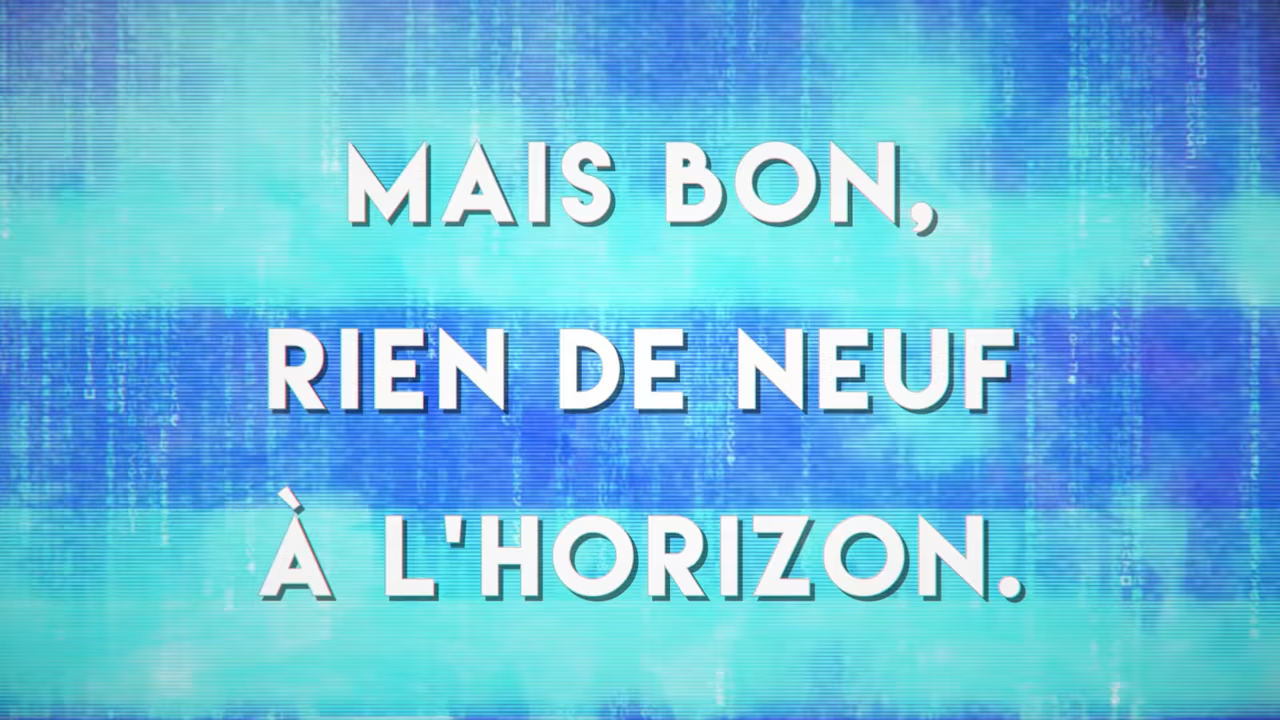 MAIS BON,
RIEN DE NEUF
À L'HORIZON.